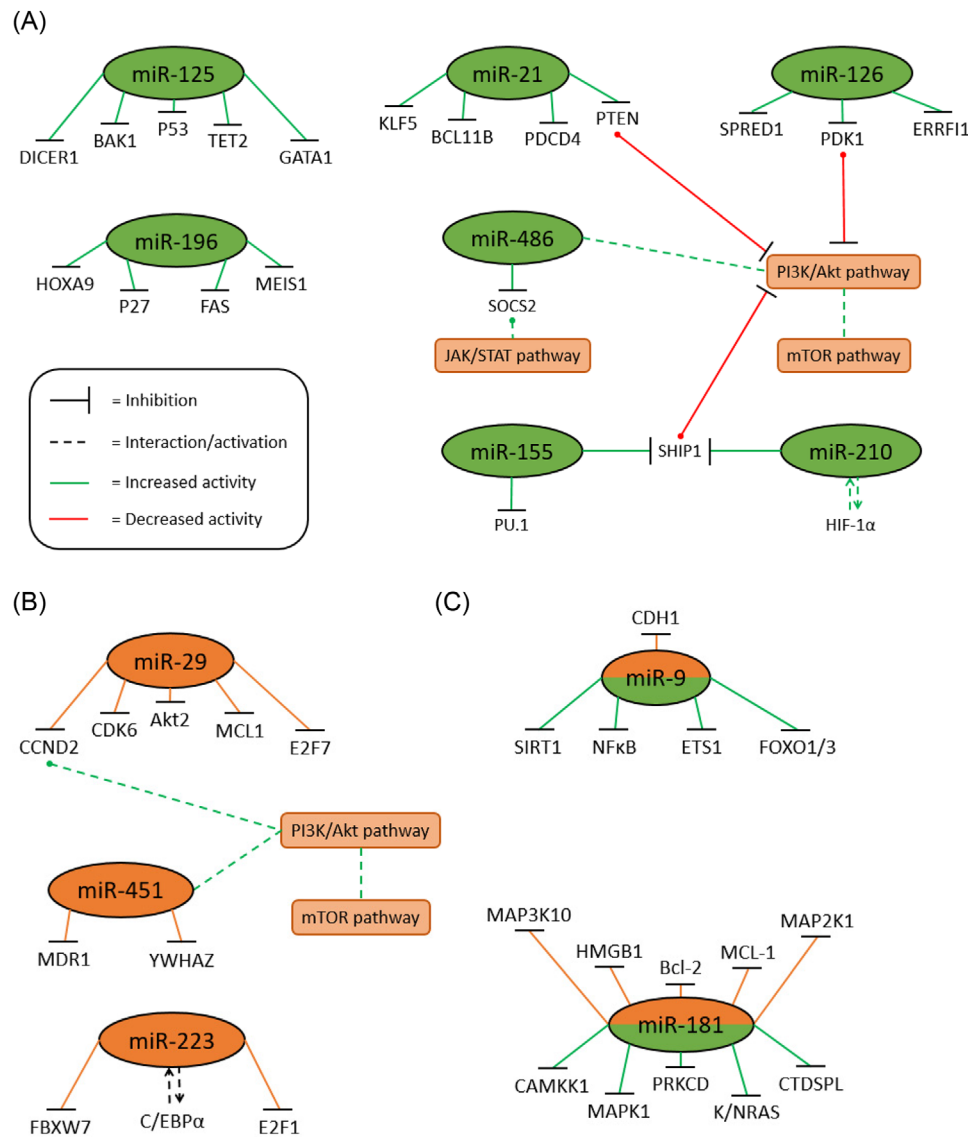 (A)
miR-125
DICER1
BAK1
P53
TET2
GATA1
miR-21
KLF5
BCL11B
PDCD4
PTEN
miR-126
SPRED1
PDK1
ERRFI1
miR-196
HOXA9
P27
FAS
MEIS1
miR-486
SOCS2
JAK/STAT pathway
PI3K/Akt pathway
mTOR pathway
= Inhibition
= Interaction/activation
= Increased activity
= Decreased activity
miR-155
SHIP1
miR-210
PU.1
HIF-1α
(B)
miR-29
CCND2
CDK6
Akt2
MCL1
E2F7
PI3K/Akt pathway
miR-451
mTOR pathway
MDR1
YWHAZ
miR-223
FBXW7
C/EBPα
E2F1
(C)
CDH1
miR-9
SIRT1
NFκB
ETS1
FOXO1/3
MAP3K10
HMGB1
Bcl-2
MCL-1
MAP2K1
miR-181
CAMKK1
MAPK1
PRKCD
K/NRAS
CTDSPL